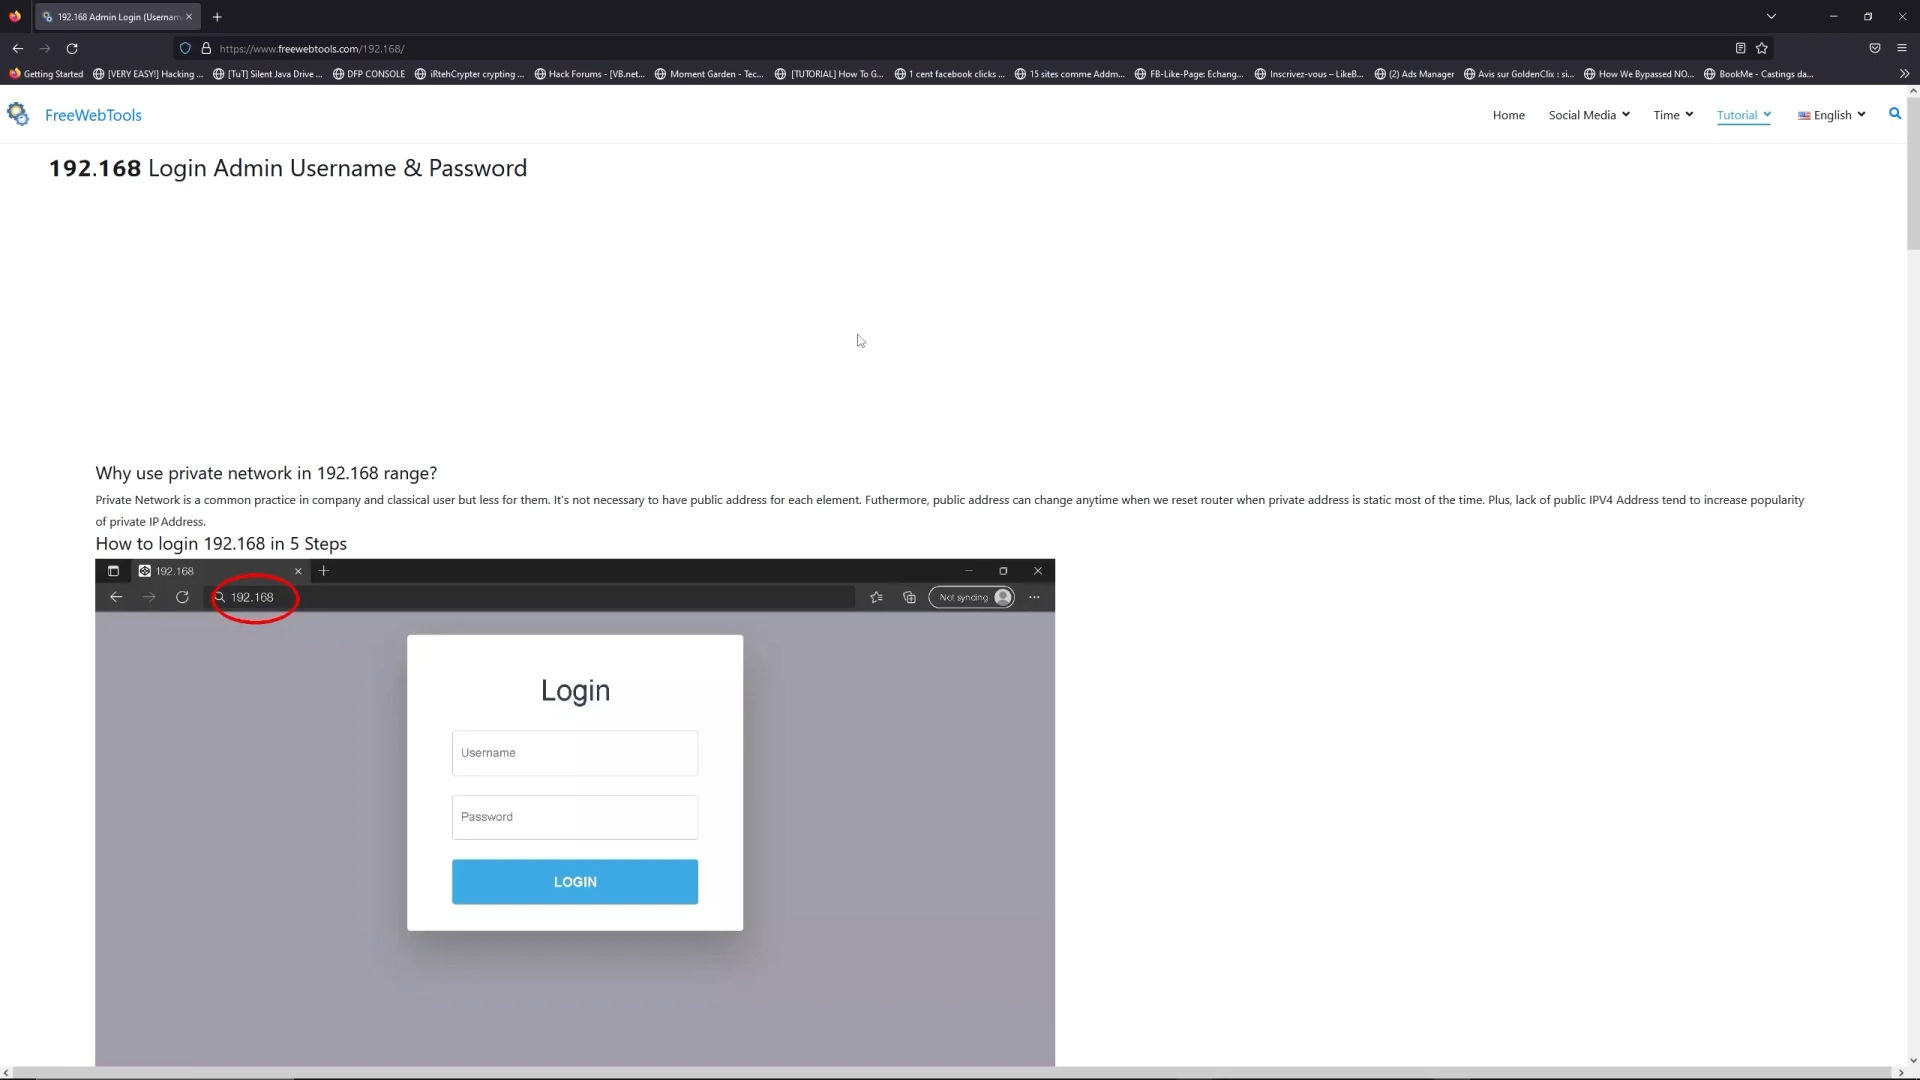 192.168 Admin Login (Usernam
https://www.freewebtools.com/192.168/
Getting Started
[VERY EASY!] Hacking ...
[TuT] Silent Java Drive ...
DFP CONSOLE
iRtehCrypter crypting ...
Hack Forums - [VB.net...
Moment Garden - Tec...
[TUTORIAL] How To G...
1 cent facebook clicks ...
15 sites comme Addm...
FB-Like-Page: Echang...
Inscrivez-vous – LikeB...
(2) Ads Manager
Avis sur GoldenClix : si...
How We Bypassed NO...
BookMe - Castings da...
FreeWebTools
Home
Social Media
Time
Tutorial
English
192.168 Login Admin Username & Password
Why use private network in 192.168 range?
Private Network is a common practice in company and classical user but less for them. It's not necessary to have public address for each element. Futhermore, public address can change anytime when we reset router when private address is static most of the time. Plus, lack of public IPV4 Address tend to increase popularity
of private IP Address.
How to login 192.168 in 5 Steps
192.168
192.168
Not syncing
Login
Username
Password
LOGIN